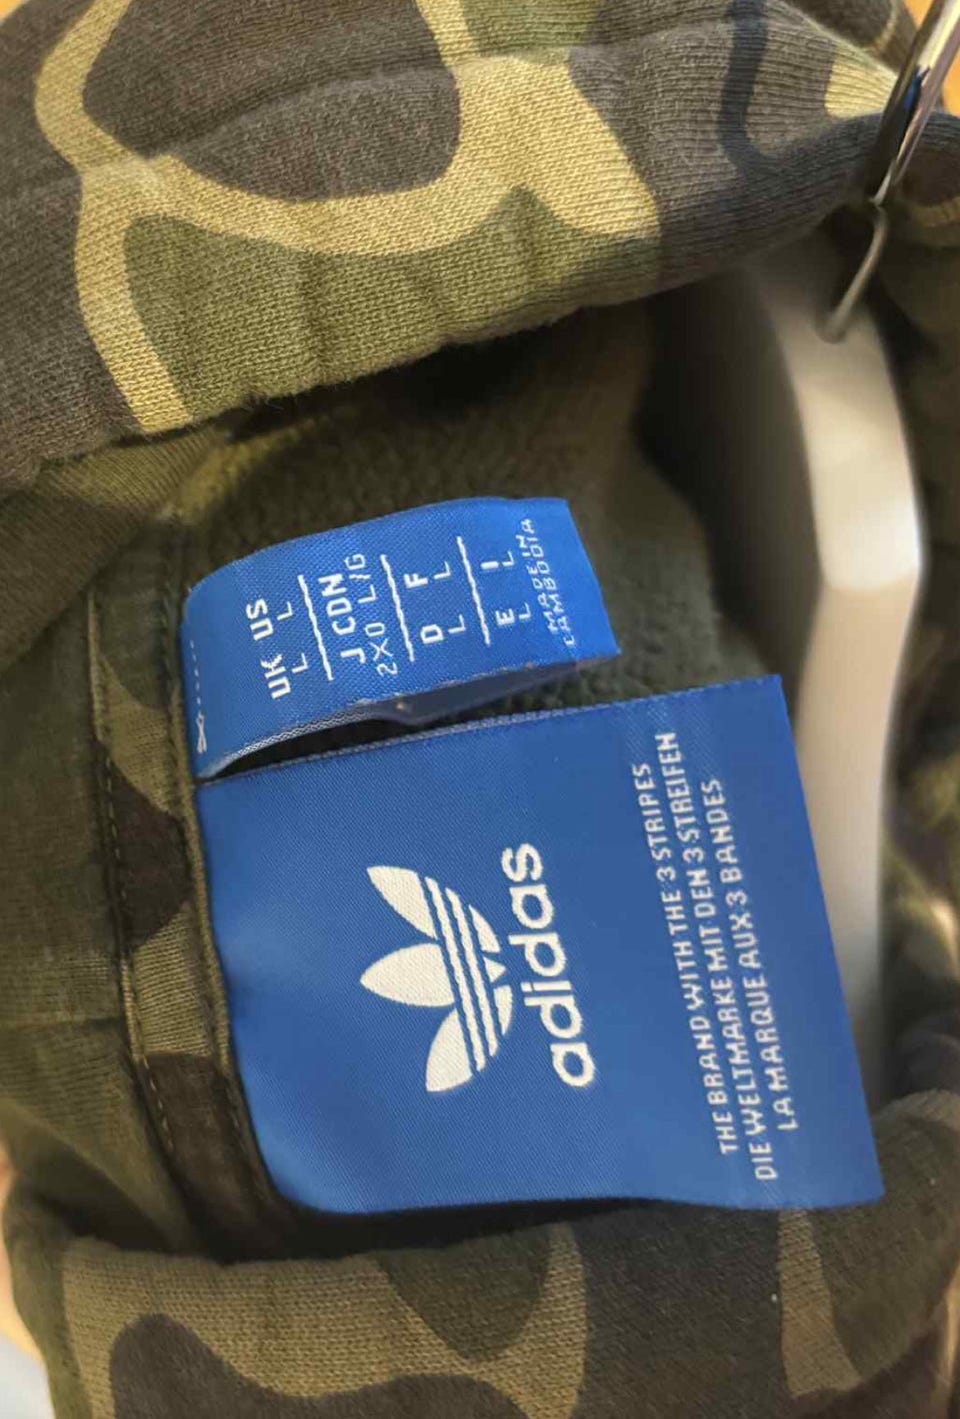 UK US
L L
J CDN
2XO L/G
D F
L L
E I
L L
MADE IN
CAMBODIA
adidas
THE BRAND WITH THE 3 STRIPES
DIE WELTMARKE MIT DEN 3 STREIFEN
LA MARQUE AUX 3 BANDES